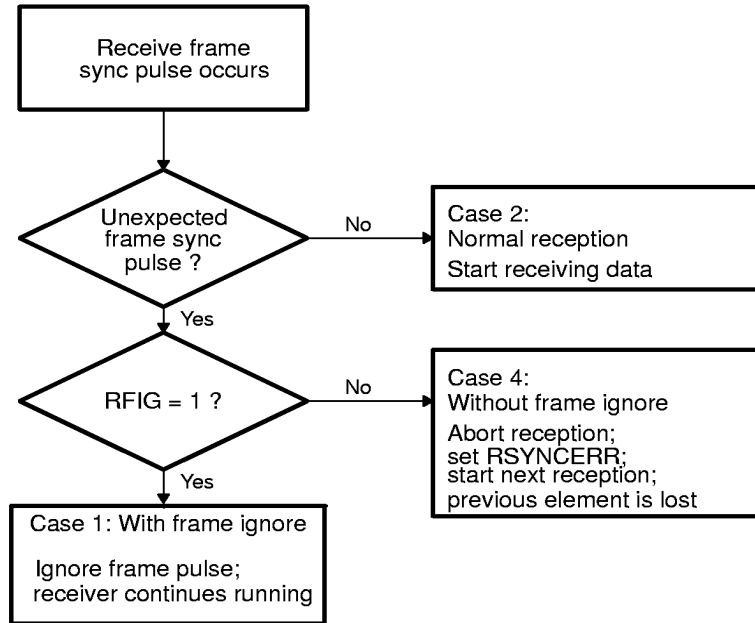 Receive frame
sync pulse occurs
Unexpected
frame sync
pulse ?
No
Case 2:
Normal reception
Start receiving data
Yes
RFIG = 1 ?
No
Case 4:
Without frame ignore
Abort reception;
set RSYNCERR;
start next reception;
previous element is lost
Yes
Case 1: With frame ignore
Ignore frame pulse;
receiver continues running